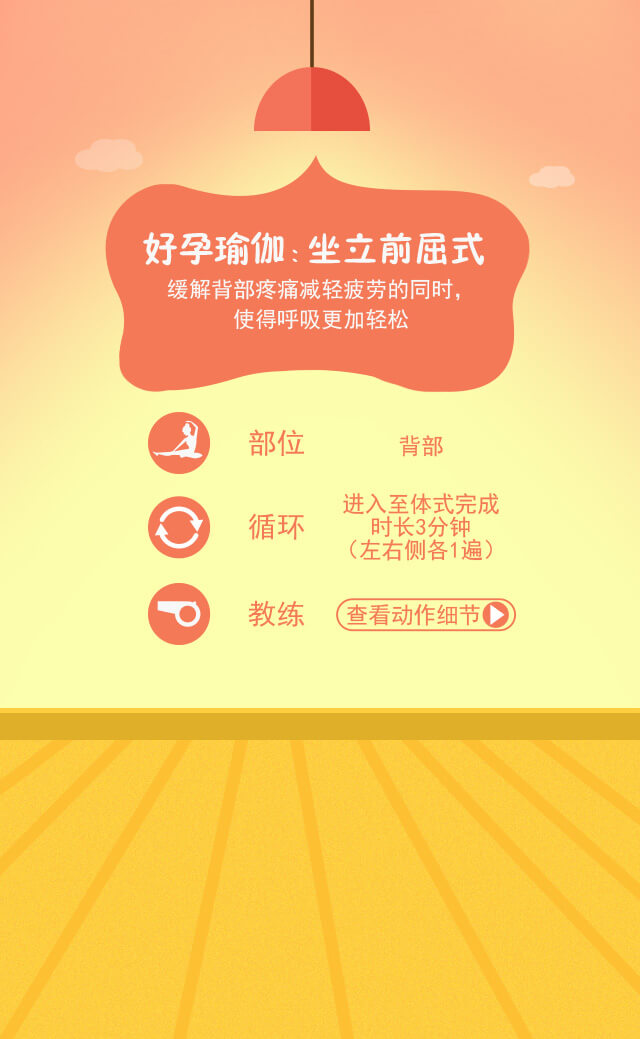 好孕瑜伽：坐立前屈式
缓解背部疼痛减轻疲劳的同时，
使得呼吸更加轻松
部位
背部
循环
进入至体式完成
时长3分钟
（左右侧各1遍）
教练
查看动作细节